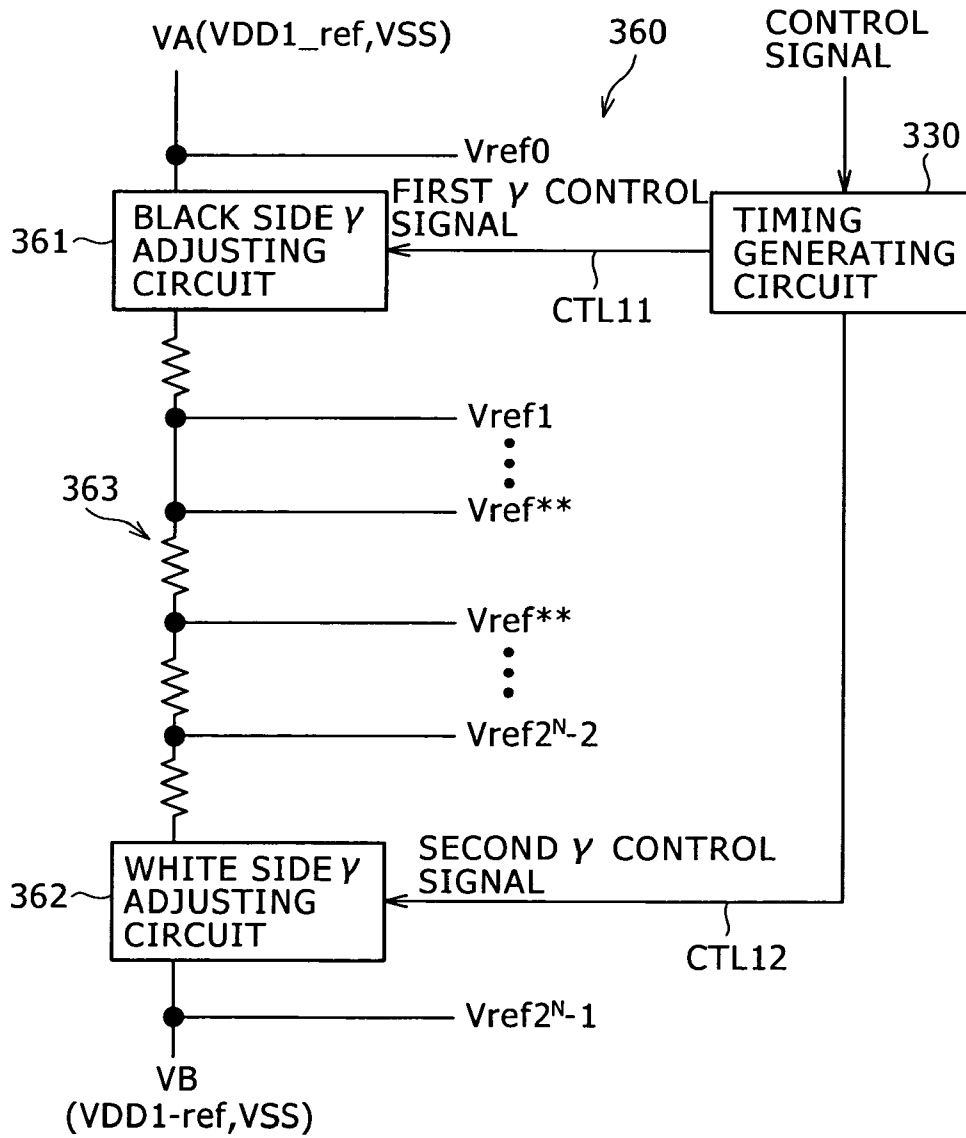 VA(VDD1_ref,VSS)
360
CONTROL
SIGNAL
330
Vref0
361
BLACK SIDE γ
ADJUSTING
CIRCUIT
FIRST γ CONTROL
SIGNAL
CTL11
TIMING
GENERATING
CIRCUIT
Vref1
363
Vref**
Vref**
Vref2ᴺ-2
362
WHITE SIDE γ
ADJUSTING
CIRCUIT
SECOND γ CONTROL
SIGNAL
CTL12
Vref2ᴺ-1
VB
(VDD1-ref,VSS)